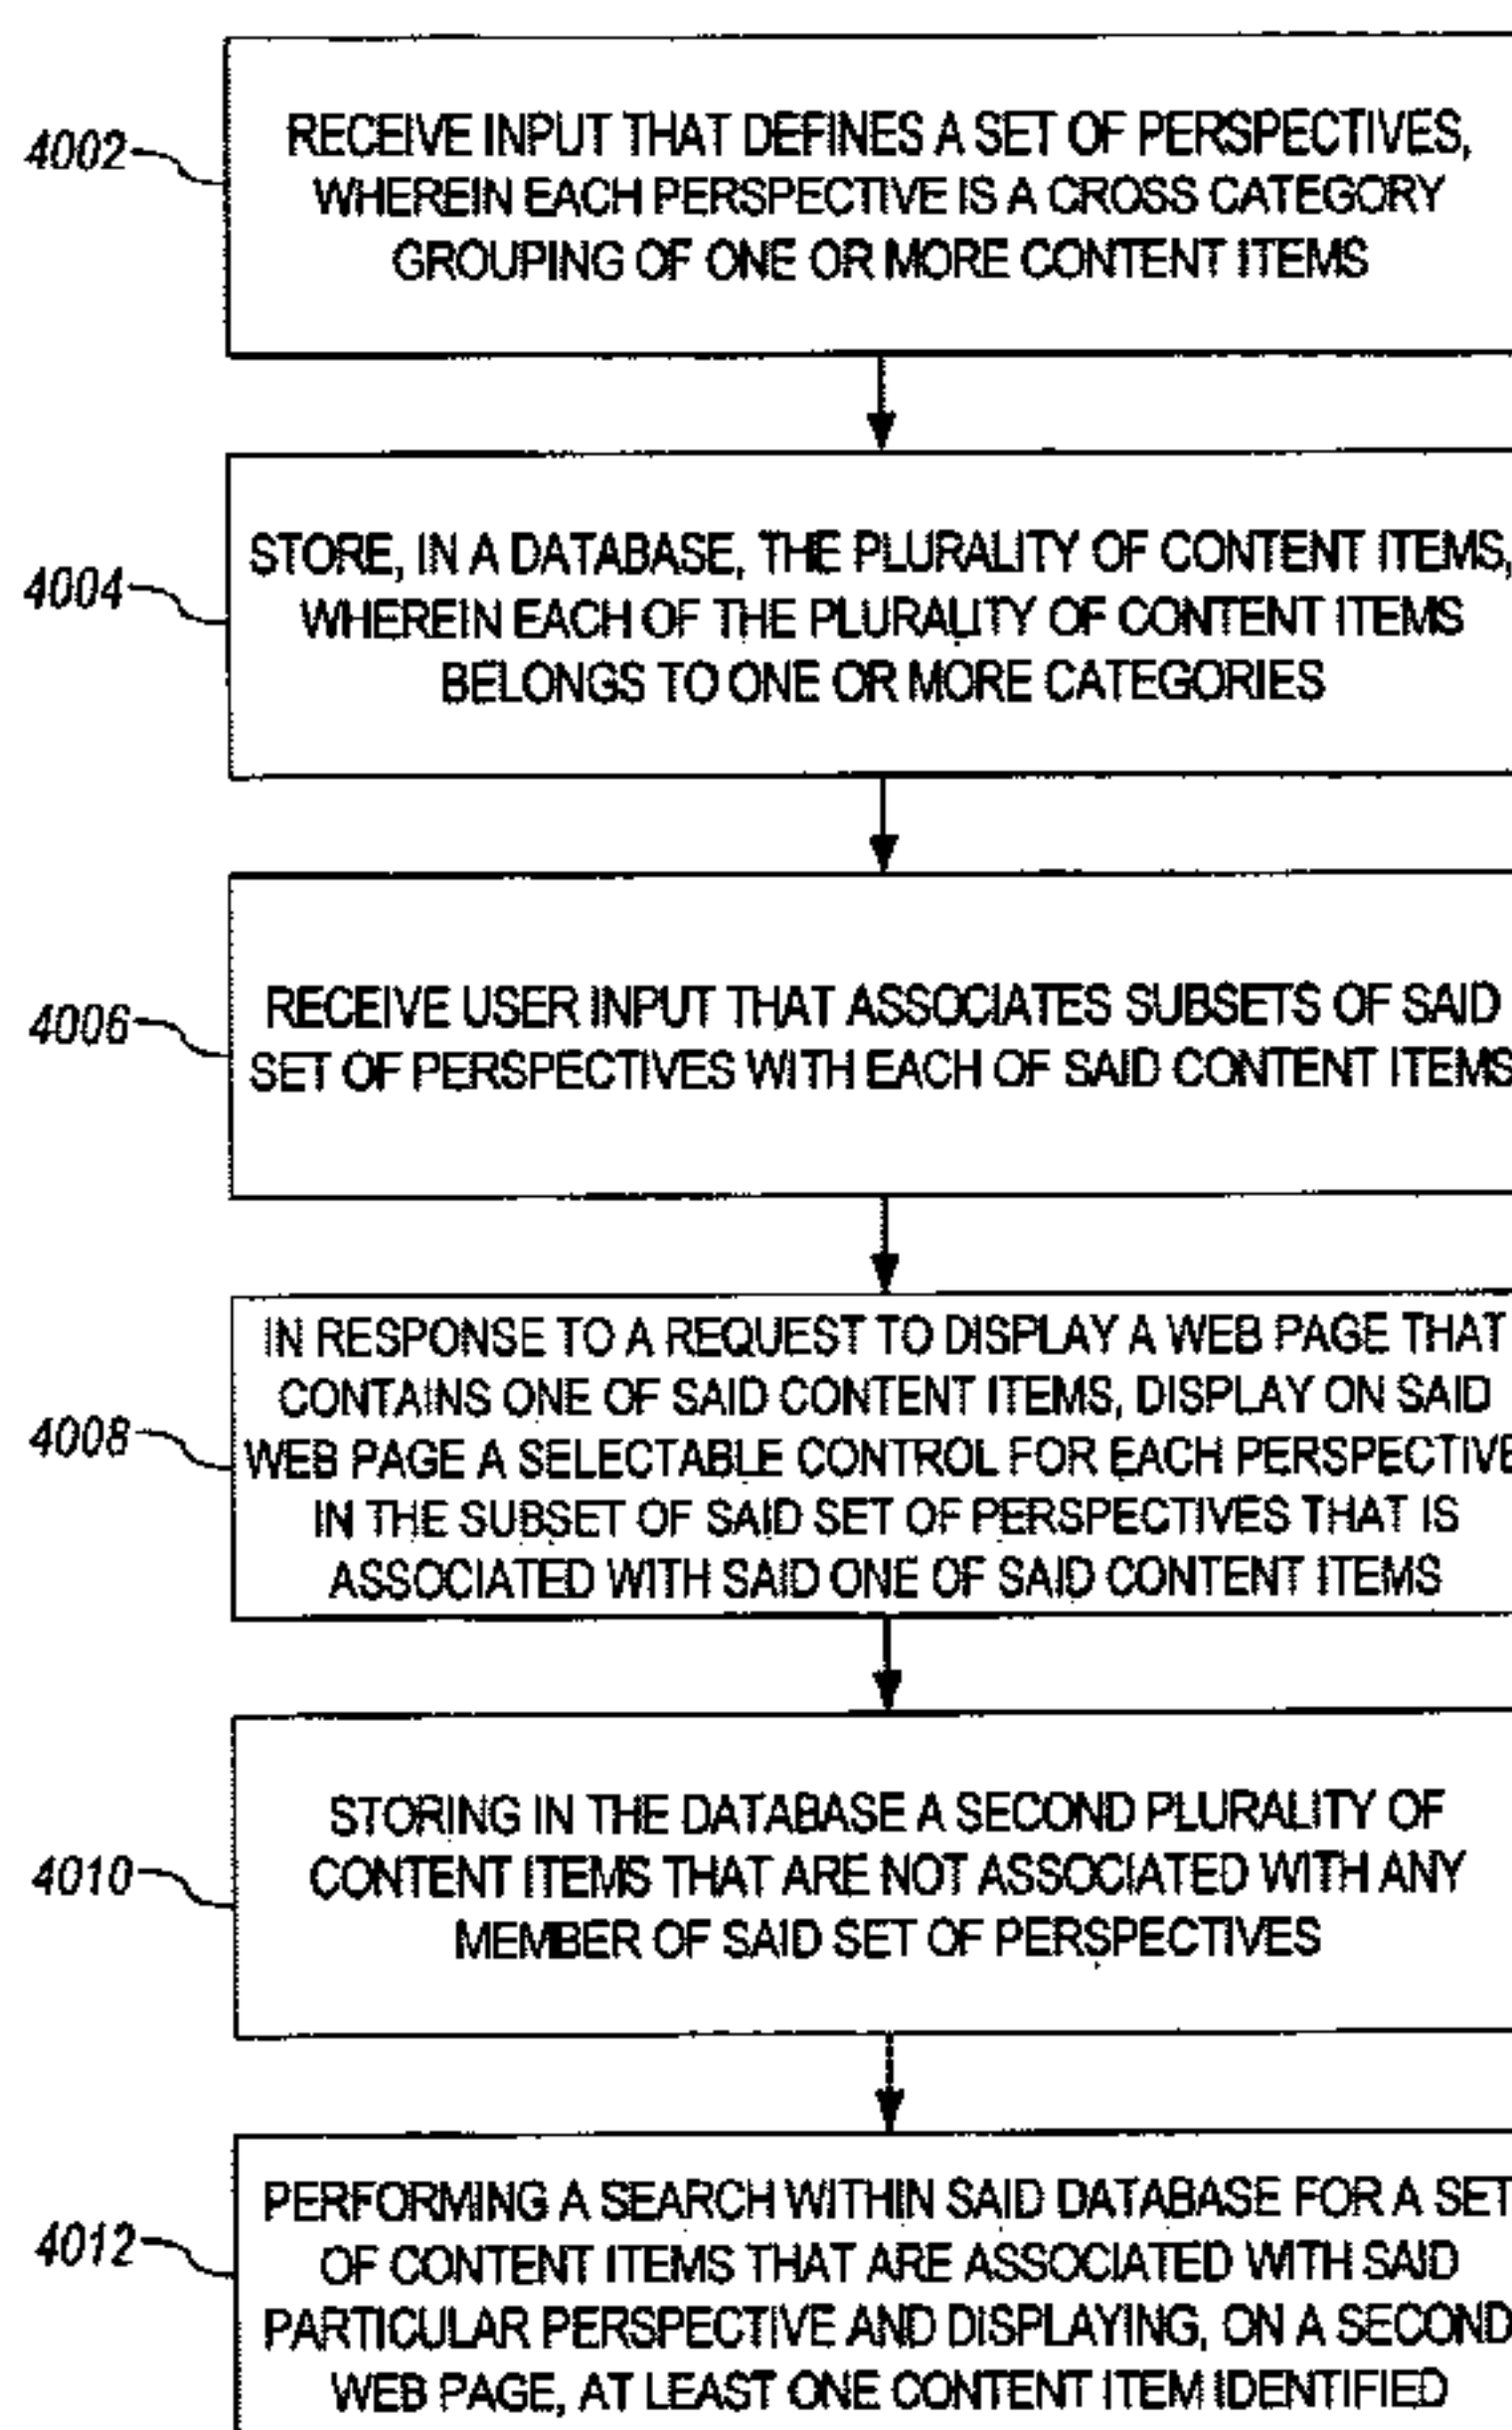 4002
RECEIVE INPUT THAT DEFINES A SET OF PERSPECTIVES,
WHEREIN EACH PERSPECTIVE IS A CROSS CATEGORY
GROUPING OF ONE OR MORE CONTENT ITEMS
4004
STORE, IN A DATABASE, THE PLURALITY OF CONTENT ITEMS,
WHEREIN EACH OF THE PLURALITY OF CONTENT ITEMS
BELONGS TO ONE OR MORE CATEGORIES
4006
RECEIVE USER INPUT THAT ASSOCIATES SUBSETS OF SAID
SET OF PERSPECTIVES WITH EACH OF SAID CONTENT ITEMS
4008
IN RESPONSE TO A REQUEST TO DISPLAY A WEB PAGE THAT
CONTAINS ONE OF SAID CONTENT ITEMS, DISPLAY ON SAID
WEB PAGE A SELECTABLE CONTROL FOR EACH PERSPECTIVE
IN THE SUBSET OF SAID SET OF PERSPECTIVES THAT IS
ASSOCIATED WITH SAID ONE OF SAID CONTENT ITEMS
4010
STORING IN THE DATABASE A SECOND PLURALITY OF
CONTENT ITEMS THAT ARE NOT ASSOCIATED WITH ANY
MEMBER OF SAID SET OF PERSPECTIVES
4012
PERFORMING A SEARCH WITHIN SAID DATABASE FOR A SET
OF CONTENT ITEMS THAT ARE ASSOCIATED WITH SAID
PARTICULAR PERSPECTIVE AND DISPLAYING, ON A SECOND
WEB PAGE, AT LEAST ONE CONTENT ITEM IDENTIFIED